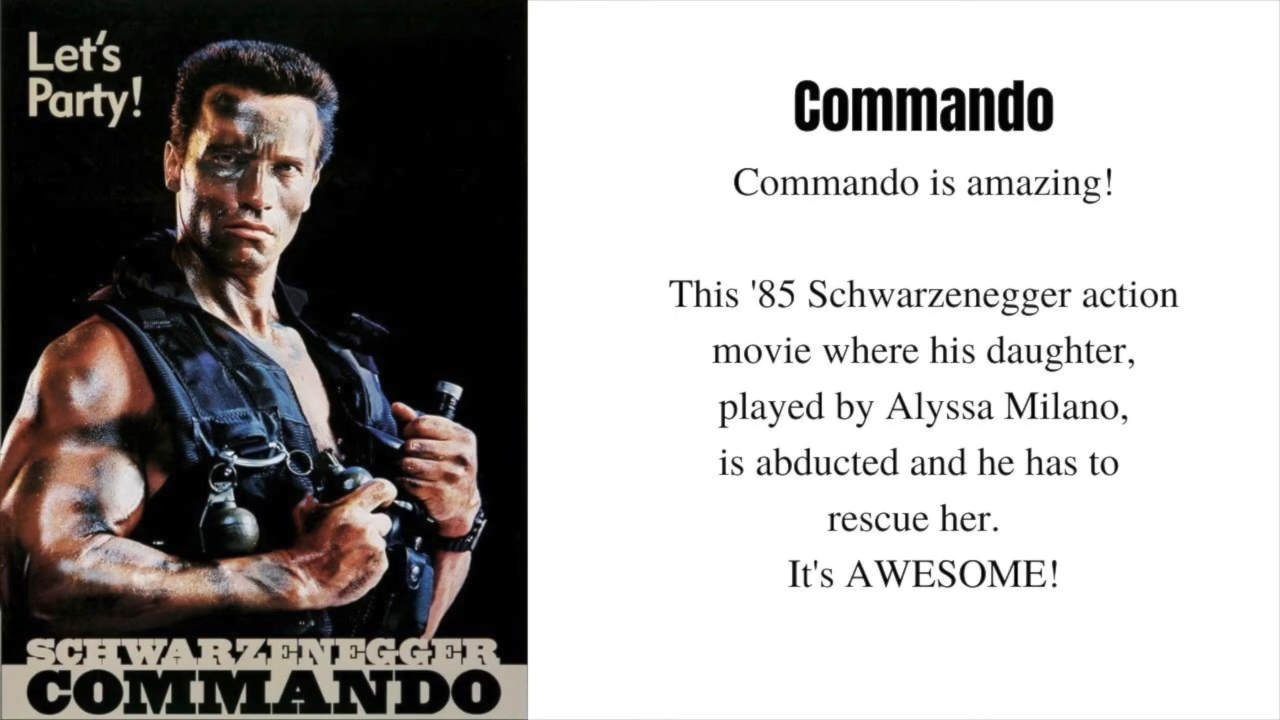 Let's
Party!
SCHWARZENEGGER
COMMANDO
Commando
Commando is amazing!
This '85 Schwarzenegger action
movie where his daughter,
played by Alyssa Milano,
is abducted and he has to
rescue her.
It's AWESOME!